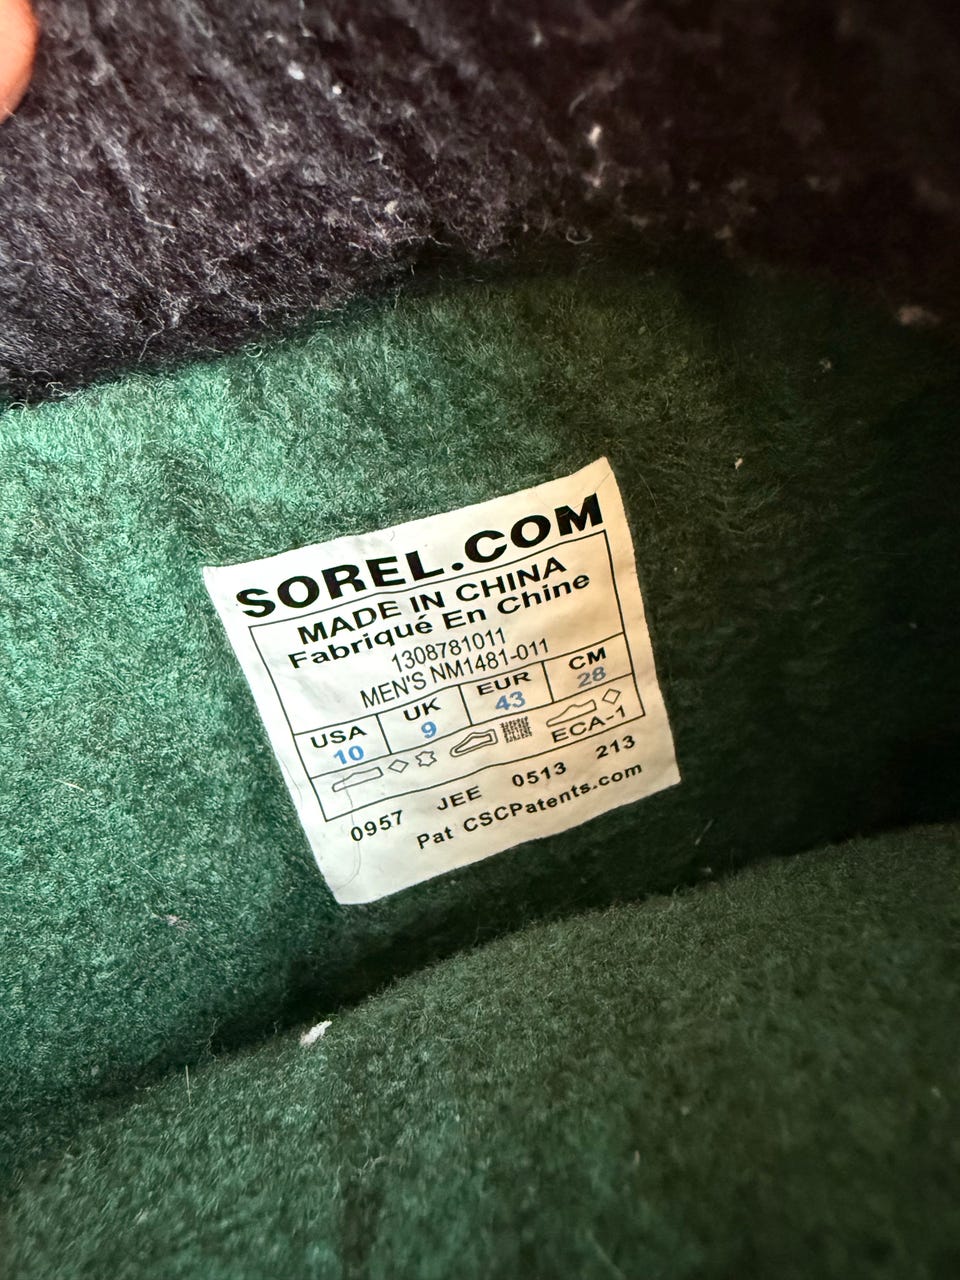 SOREL.COM
MADE IN CHINA
Fabriqué En Chine
1308781011
MEN'S NM1481-011
USA UK EUR CM
10 9 43 28
ECA-1
0957 JEE 0513 213
Pat CSCPatents.com